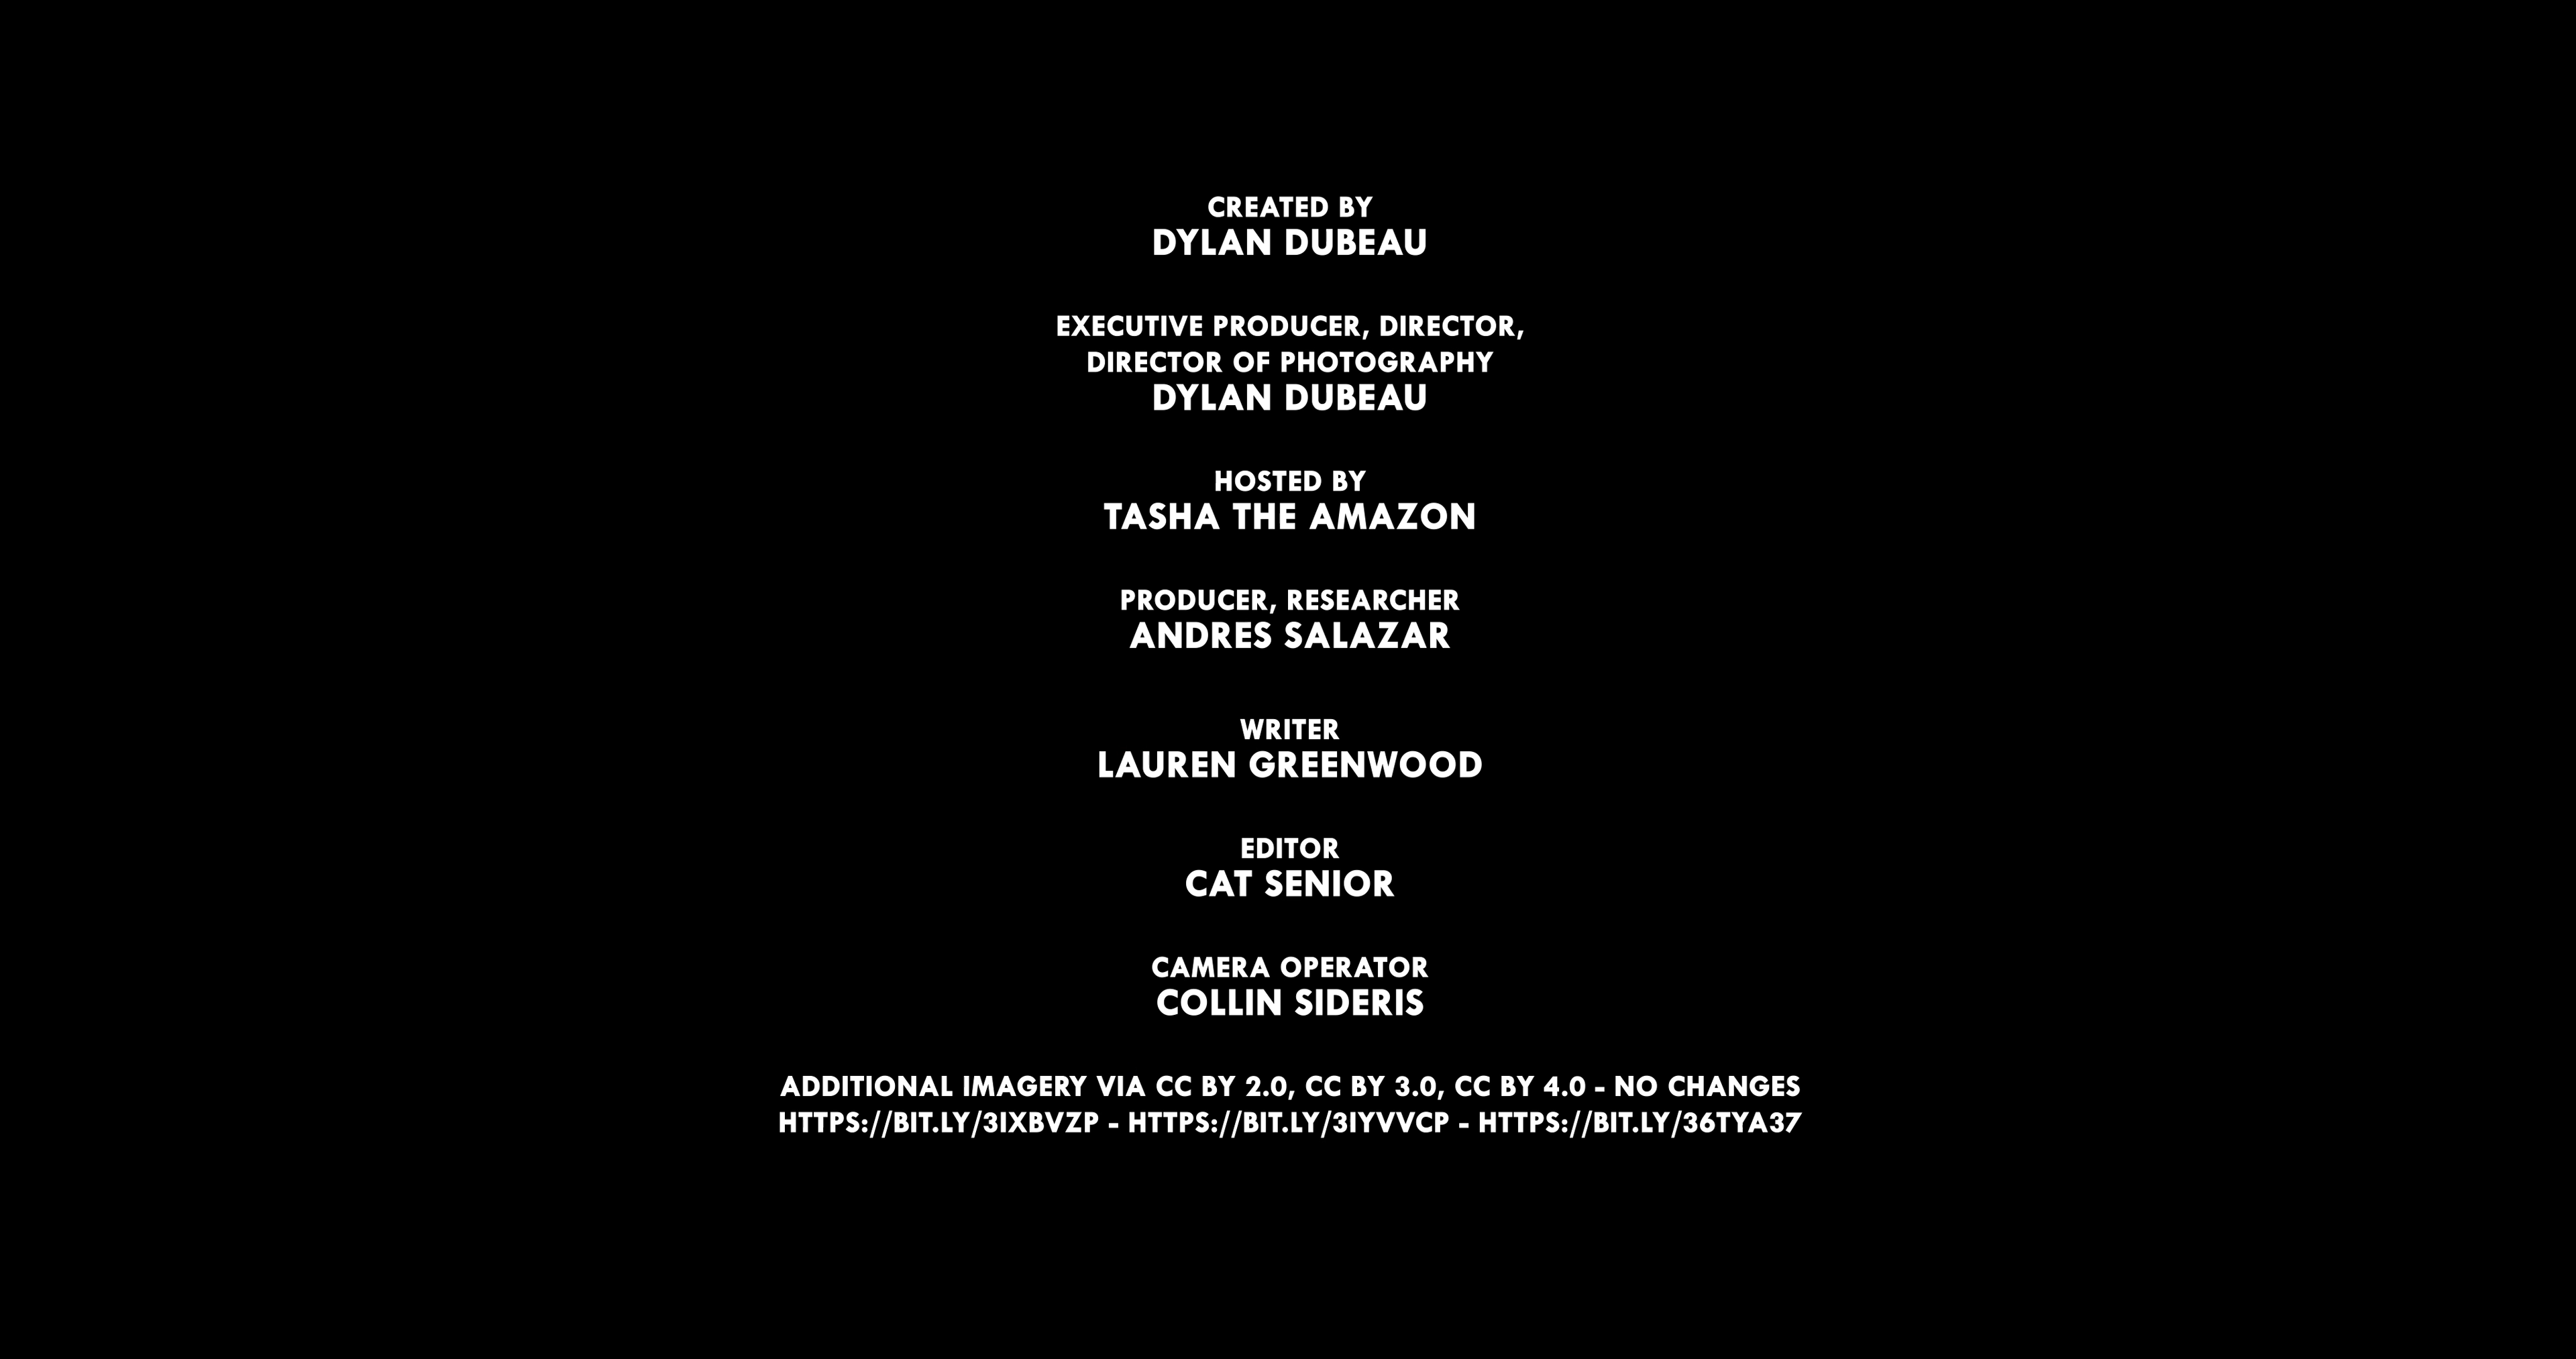 CREATED BY
DYLAN DUBEAU
EXECUTIVE PRODUCER, DIRECTOR,
DIRECTOR OF PHOTOGRAPHY
DYLAN DUBEAU
HOSTED BY
TASHA THE AMAZON
PRODUCER, RESEARCHER
ANDRES SALAZAR
WRITER
LAUREN GREENWOOD
EDITOR
CAT SENIOR
CAMERA OPERATOR
COLLIN SIDERIS
ADDITIONAL IMAGERY VIA CC BY 2.0, CC BY 3.0, CC BY 4.0 - NO CHANGES
HTTPS://BIT.LY/3IXBVZP - HTTPS://BIT.LY/3IYVVCP - HTTPS://BIT.LY/36TYA37